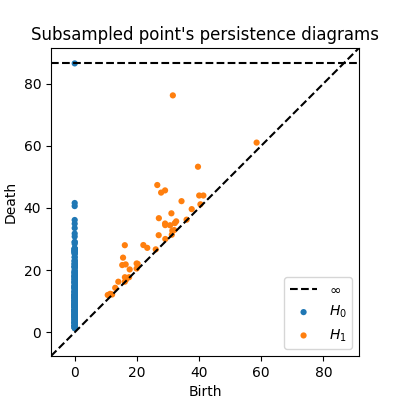 Subsampled point's persistence diagrams
80
60
40
20
0
Death
∞
H₀
H₁
0 20 40 60 80
Birth